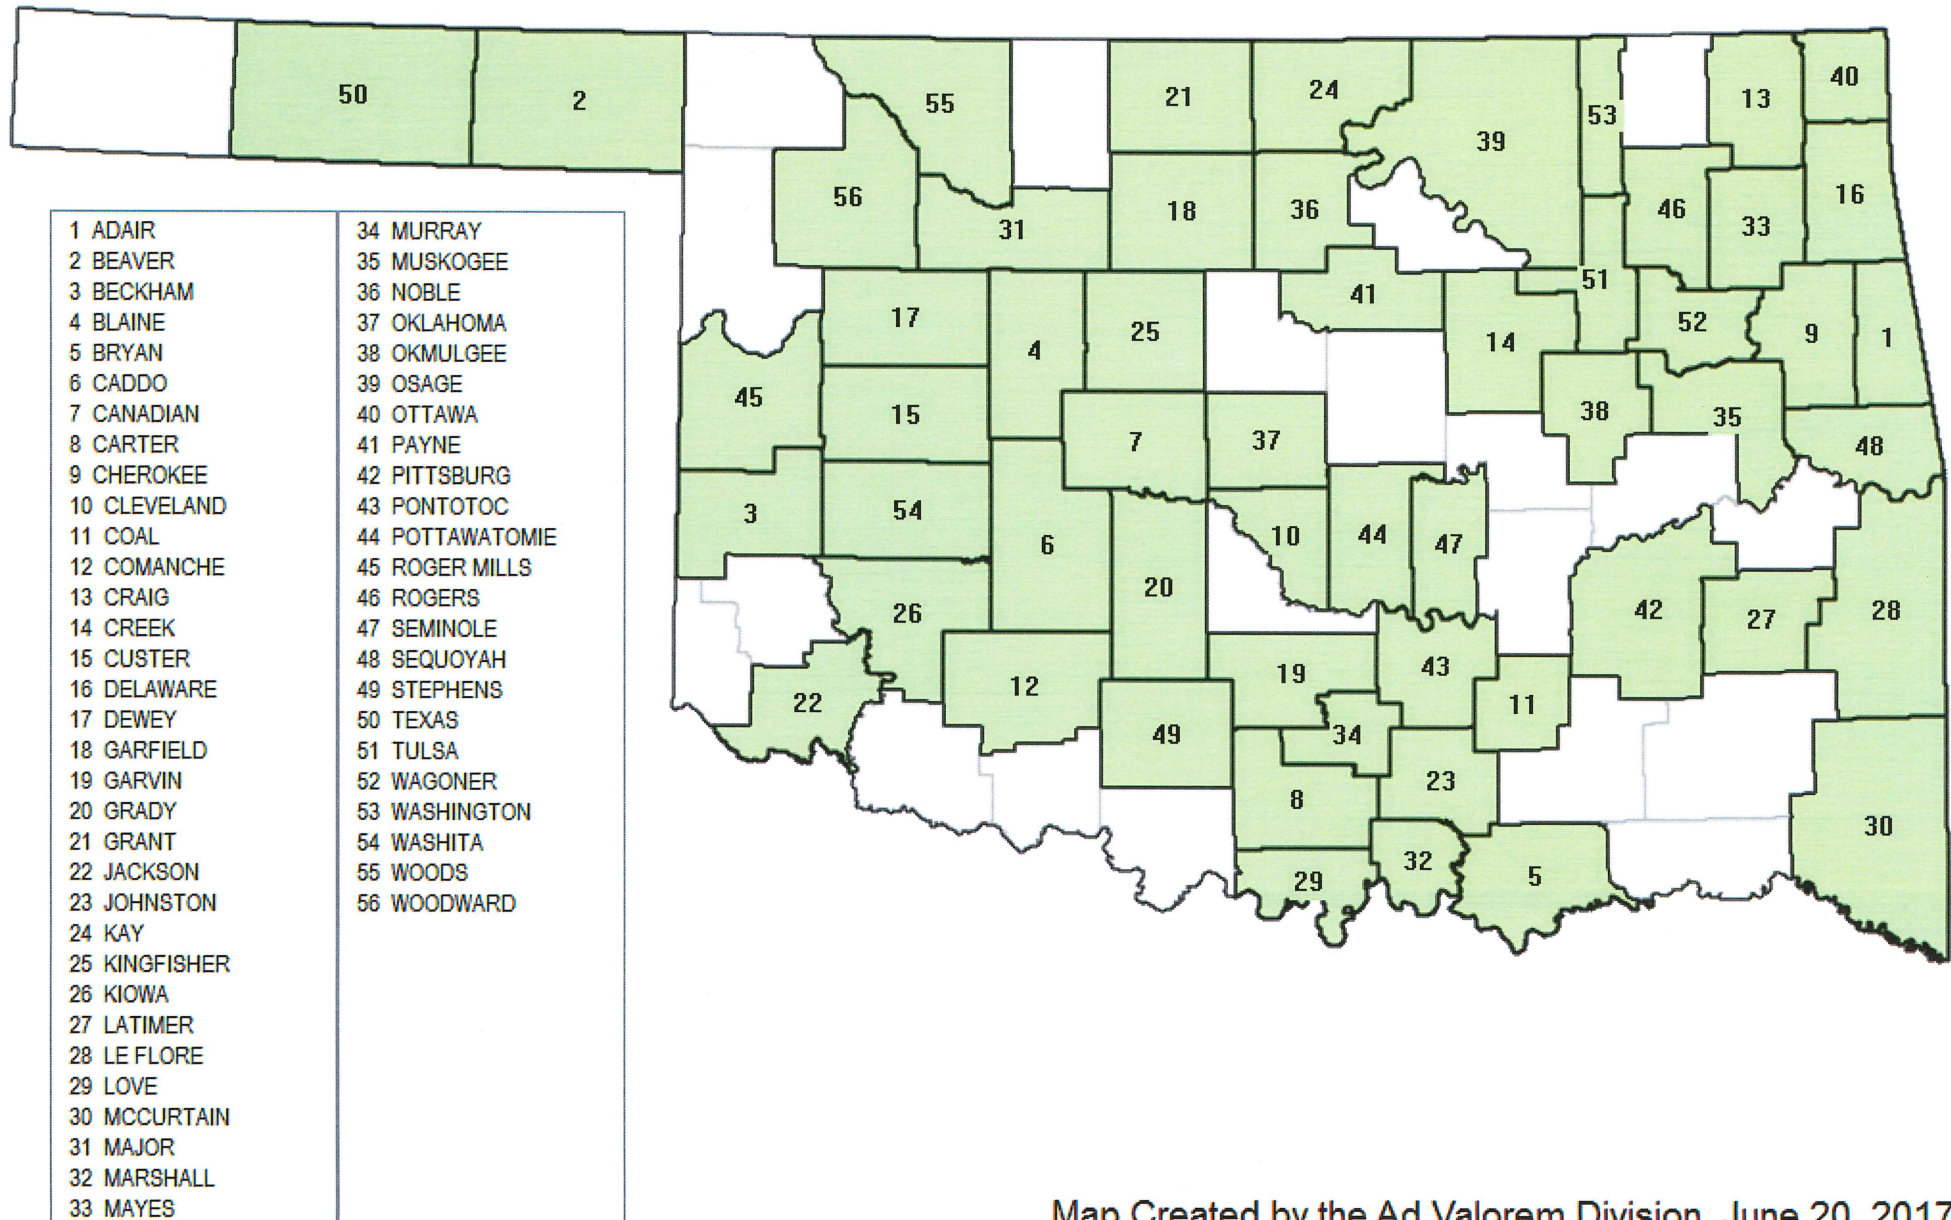 50
2
55
21
24
39
53
13
40
56
31
18
36
46
33
16
17
4
25
41
14
51
52
9
1
45
15
7
37
38
35
48
3
54
6
20
10
44
47
42
27
28
26
22
12
49
19
34
43
11
8
23
29
32
5
30
1 ADAIR
2 BEAVER
3 BECKHAM
4 BLAINE
5 BRYAN
6 CADDO
7 CANADIAN
8 CARTER
9 CHEROKEE
10 CLEVELAND
11 COAL
12 COMANCHE
13 CRAIG
14 CREEK
15 CUSTER
16 DELAWARE
17 DEWEY
18 GARFIELD
19 GARVIN
20 GRADY
21 GRANT
22 JACKSON
23 JOHNSTON
24 KAY
25 KINGFISHER
26 KIOWA
27 LATIMER
28 LE FLORE
29 LOVE
30 MCCURTAIN
31 MAJOR
32 MARSHALL
33 MAYES
34 MURRAY
35 MUSKOGEE
36 NOBLE
37 OKLAHOMA
38 OKMULGEE
39 OSAGE
40 OTTAWA
41 PAYNE
42 PITTSBURG
43 PONTOTOC
44 POTTAWATOMIE
45 ROGER MILLS
46 ROGERS
47 SEMINOLE
48 SEQUOYAH
49 STEPHENS
50 TEXAS
51 TULSA
52 WAGONER
53 WASHINGTON
54 WASHITA
55 WOODS
56 WOODWARD
Map Created by the Ad Valorem Division, June 20, 2017